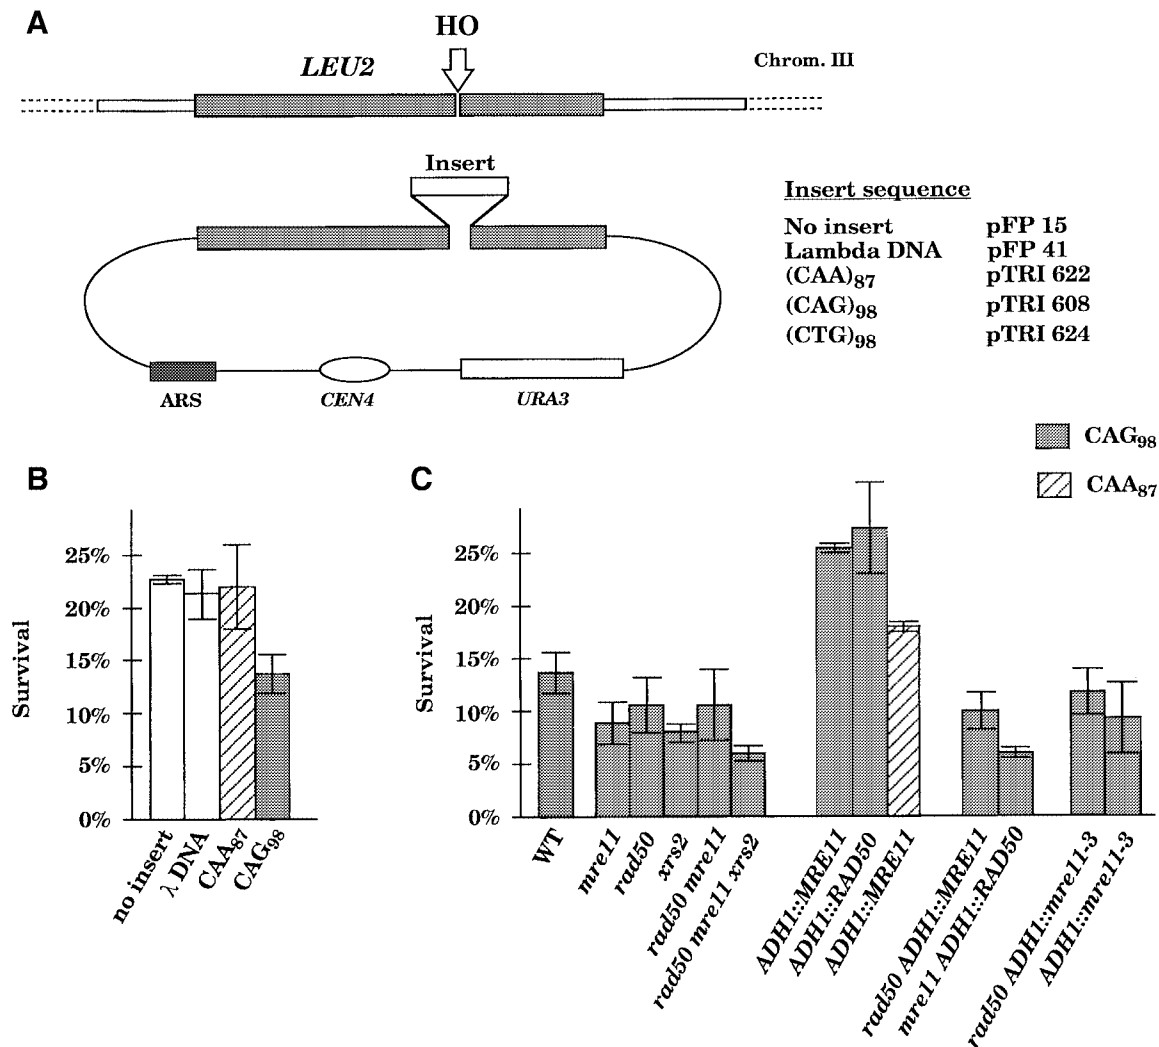 A
HO
LEU2
Chrom. III
Insert
Insert sequence
No insert pFP 15
Lambda DNA pFP 41
(CAA)87 pTRI 622
(CAG)98 pTRI 608
(CTG)98 pTRI 624
ARS
CEN4
URA3
CAG98
CAA87
B
Survival
25%
20%
15%
10%
5%
0%
no insert
λ DNA
CAA87
CAG98
C
Survival
25%
20%
15%
10%
5%
0%
WT
mre11
rad50
xrs2
rad50 mre11
rad50 mre11 xrs2
ADH1::MRE11
ADH1::RAD50
ADH1::MRE11
rad50 ADH1::MRE11
mre11 ADH1::RAD50
rad50 ADH1::mre11-3
ADH1::mre11-3